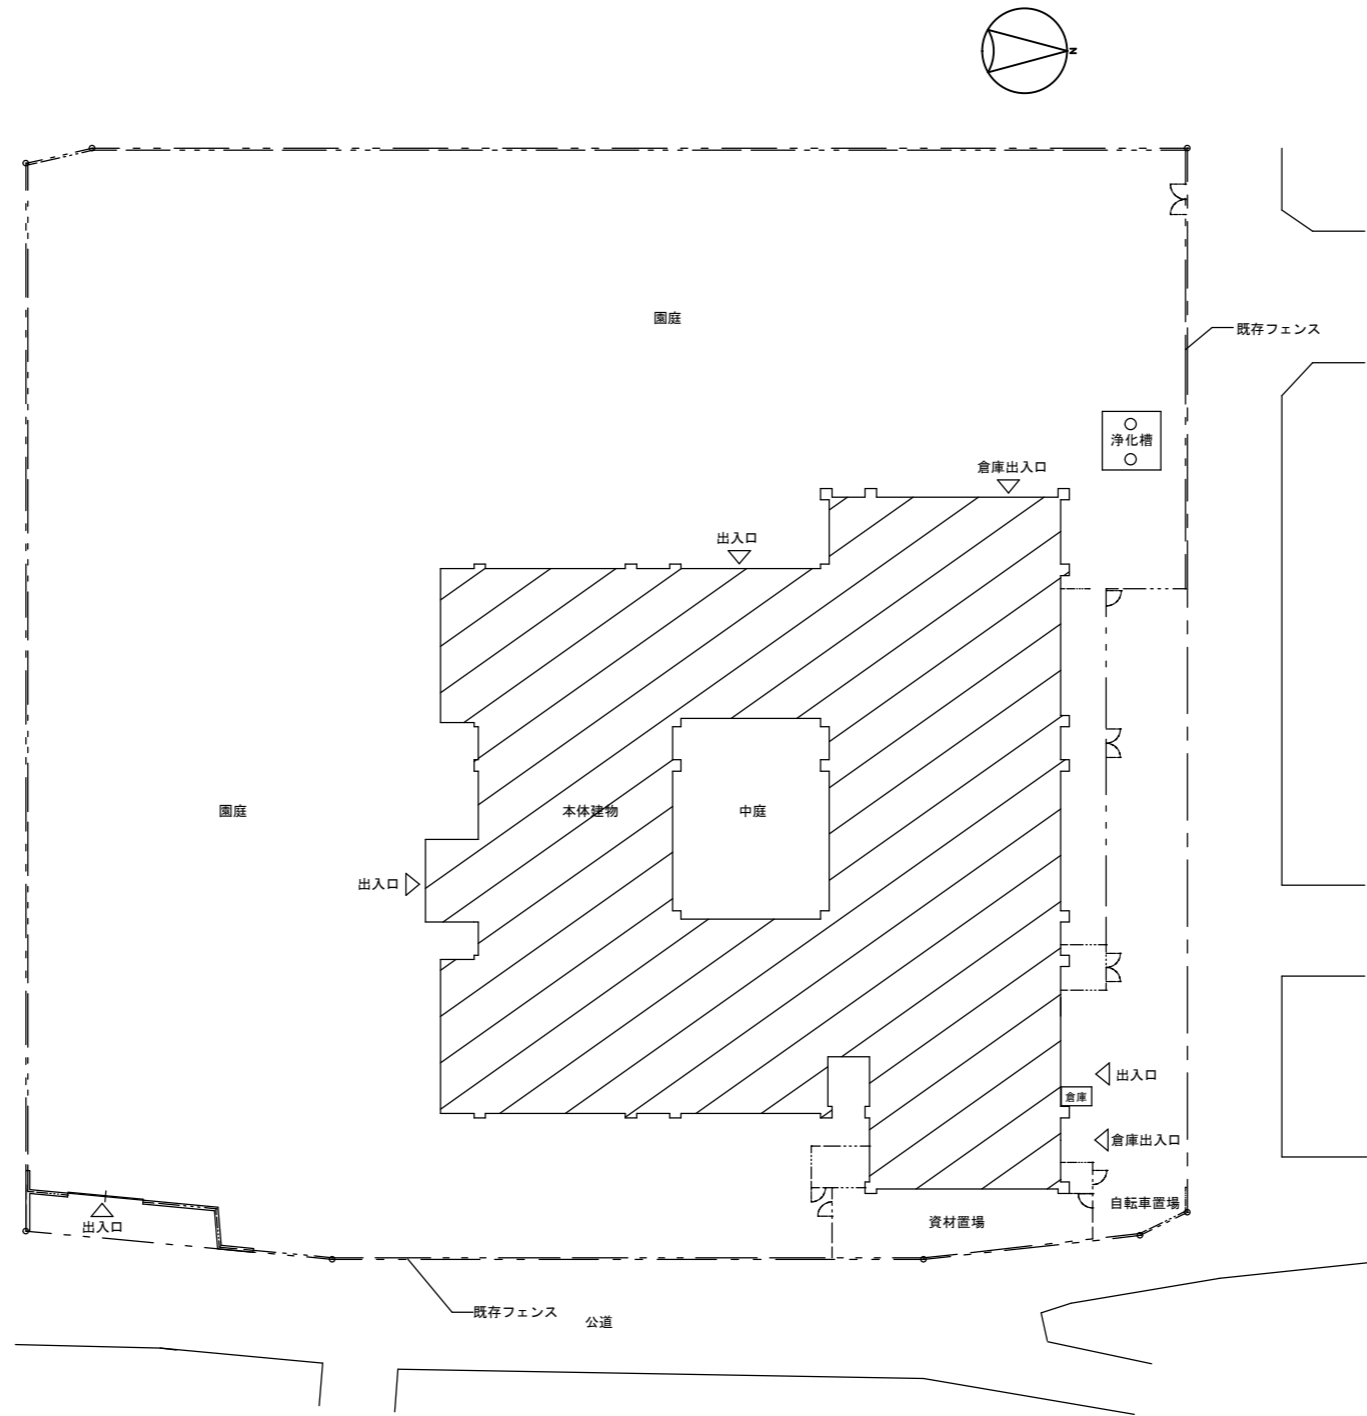 N
園庭
既存フェンス
浄化槽
倉庫出入口
出入口
園庭
本体建物
中庭
出入口
出入口
倉庫
倉庫出入口
自転車置場
資材置場
出入口
既存フェンス
公道